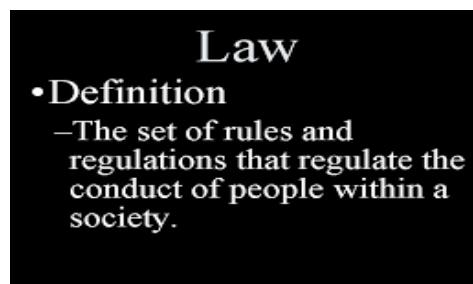 Law
•Definition
–The set of rules and
regulations that regulate the
conduct of people within a
society.